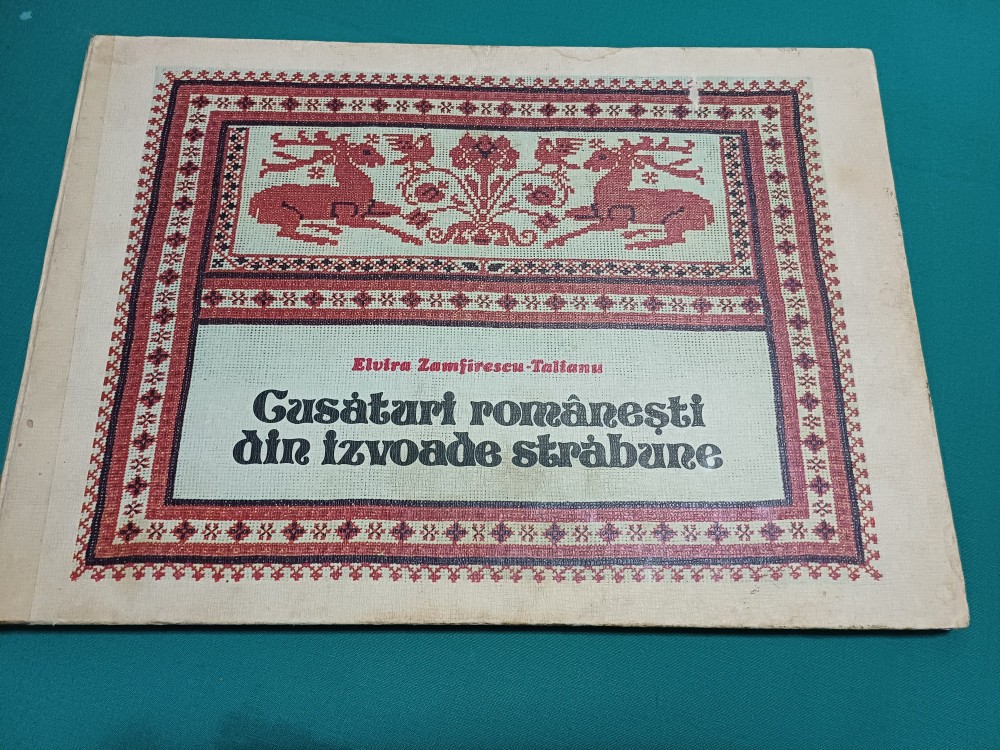 Elvira Zamfirescu-Talianu
Cusături românești
din izvoade străbune